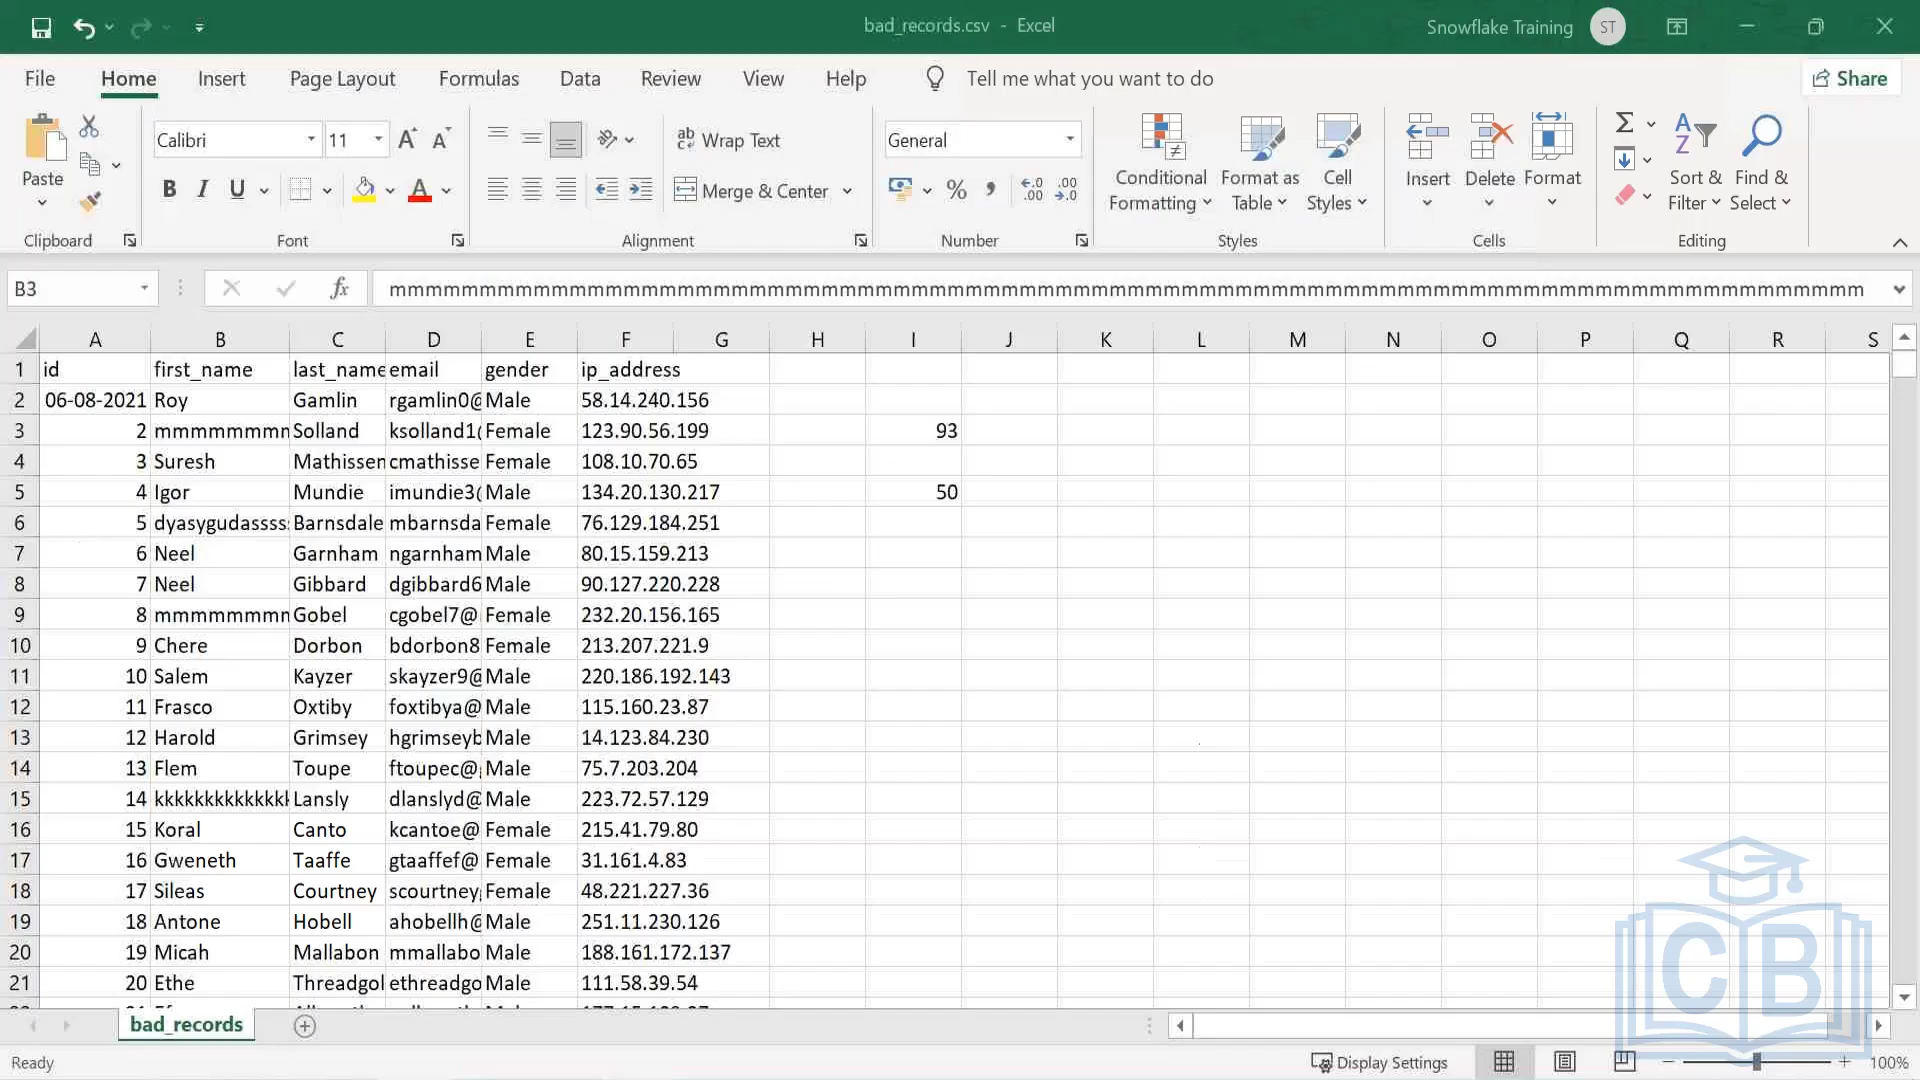 bad_records.csv - Excel
Snowflake Training ST
File Home Insert Page Layout Formulas Data Review View Help Tell me what you want to do Share
Paste
Clipboard
Calibri 11
B I U
Font
Wrap Text
Merge & Center
Alignment
General
Number
Conditional Formatting
Format as Table
Cell Styles
Styles
Insert Delete Format
Cells
Sort & Filter
Find & Select
Editing
B3
A B C D E F G H I J K L M N O P Q R S
1 id first_name last_name email gender ip_address
2 06-08-2021 Roy Gamlin rgamlin0@ Male 58.14.240.156
3 2 mmmmmmmm Solland ksolland1 Female 123.90.56.199 93
4 3 Suresh Mathissen cmathisse Female 108.10.70.65
5 4 Igor Mundie imundie3 Male 134.20.130.217 50
6 5 dyasygudassss Barnsdale mbarnsda Female 76.129.184.251
7 6 Neel Garnham ngarnham Male 80.15.159.213
8 7 Neel Gibbard dgibbard6 Male 90.127.220.228
9 8 mmmmmmmm Gobel cgobel7@ Female 232.20.156.165
10 9 Chere Dorbon bdorbon8 Female 213.207.221.9
11 10 Salem Kayzer skayzer9@ Male 220.186.192.143
12 11 Frasco Oxtiby foxtibya@ Male 115.160.23.87
13 12 Harold Grimsey hgrimseyb Male 14.123.84.230
14 13 Flem Toupe ftoupec@ Male 75.7.203.204
15 14 kkkkkkkkkkkkk Lansly dlanslyd@ Male 223.72.57.129
16 15 Koral Canto kcantoe@ Female 215.41.79.80
17 16 Gweneth Taaffe gtaaffef@ Female 31.161.4.83
18 17 Sileas Courtney scourtney Female 48.221.227.36
19 18 Antone Hobell ahobellh@ Male 251.11.230.126
20 19 Micah Mallabon mmallabo Male 188.161.172.137
21 20 Ethe Threadgol ethreadgo Male 111.58.39.54
bad_records
Ready
Display Settings
100%
CB